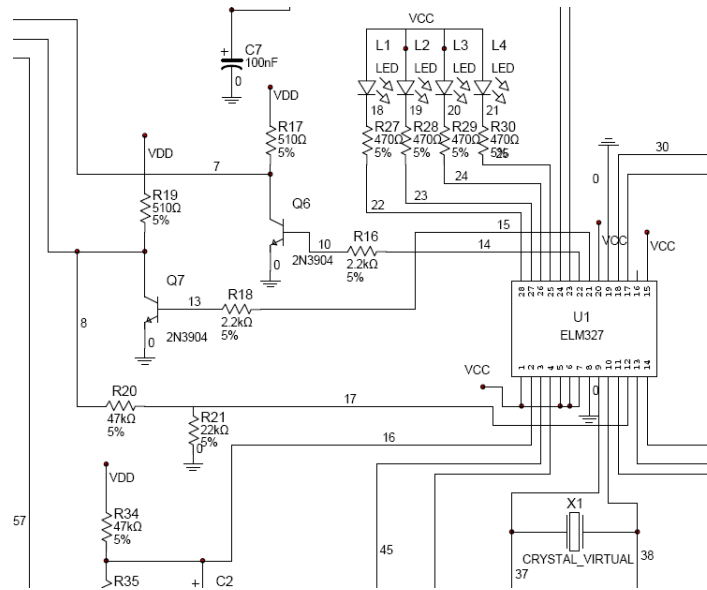 VCC
L1
L2
L3
L4
LED
LED
LED
LED
C7
+
100nF
0
VDD
18
19
20
21
R17
510Ω
5%
R27
470Ω
5%
R28
470Ω
5%
R29
470Ω
5%
R30
470Ω
5%
25
VDD
7
30
24
0
R19
510Ω
5%
23
22
Q6
15
VCC
VCC
10
R16
2.2kΩ
5%
14
0
2N3904
Q7
13
R18
2.2kΩ
5%
28
27
26
25
24
23
22
21
20
19
18
17
16
15
8
U1
ELM327
0
2N3904
1
2
3
4
5
6
7
8
9
10
11
12
13
14
VCC
0
R20
47kΩ
5%
17
R21
22kΩ
5%
0
16
VDD
R34
47kΩ
5%
X1
57
45
CRYSTAL_VIRTUAL
38
37
R35
+
C2